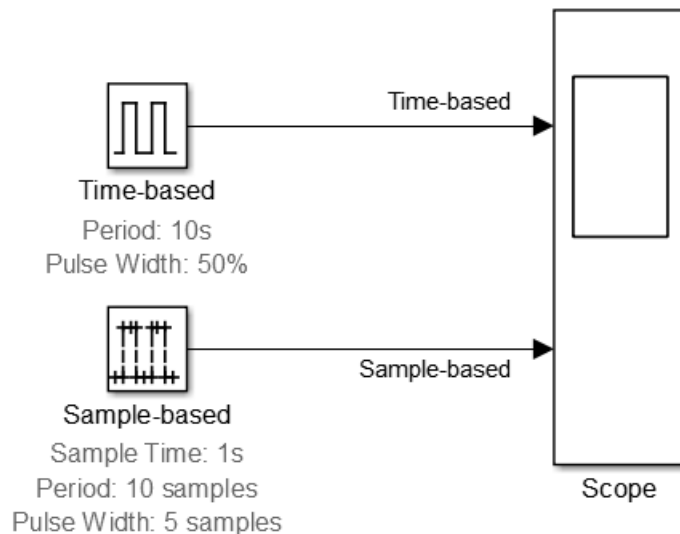 Time-based
Time-based
Period: 10s
Pulse Width: 50%
Sample-based
Sample-based
Sample Time: 1s
Period: 10 samples
Pulse Width: 5 samples
Scope